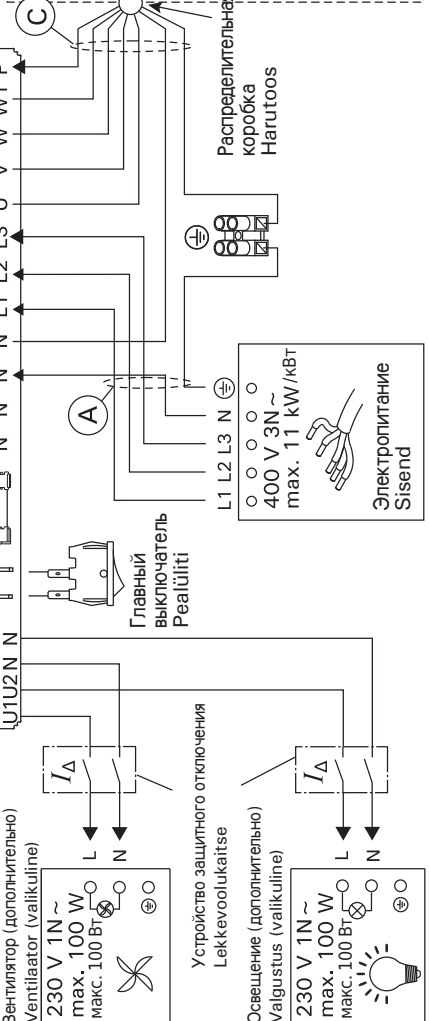 C
N N N N L1 L2 L3 U V W W1 P
Распределительная
коробка
Harutoos
A
L1 L2 L3 N
400 V 3N~
max. 11 kW/кВт
Электропитание
Sisend
Главный
выключатель
Pealüliti
U1 U2 N N
Вентилятор (дополнительно)
Ventilaator (valikuline)
230 V 1N~
max. 100 W
макс. 100 Вт
L
N
I∆
Устройство защитного отключения
Lekkevoolukaitse
Освещение (дополнительно)
Valgustus (valikuline)
230 V 1N~
max. 100 W
макс. 100 Вт
L
N
I∆